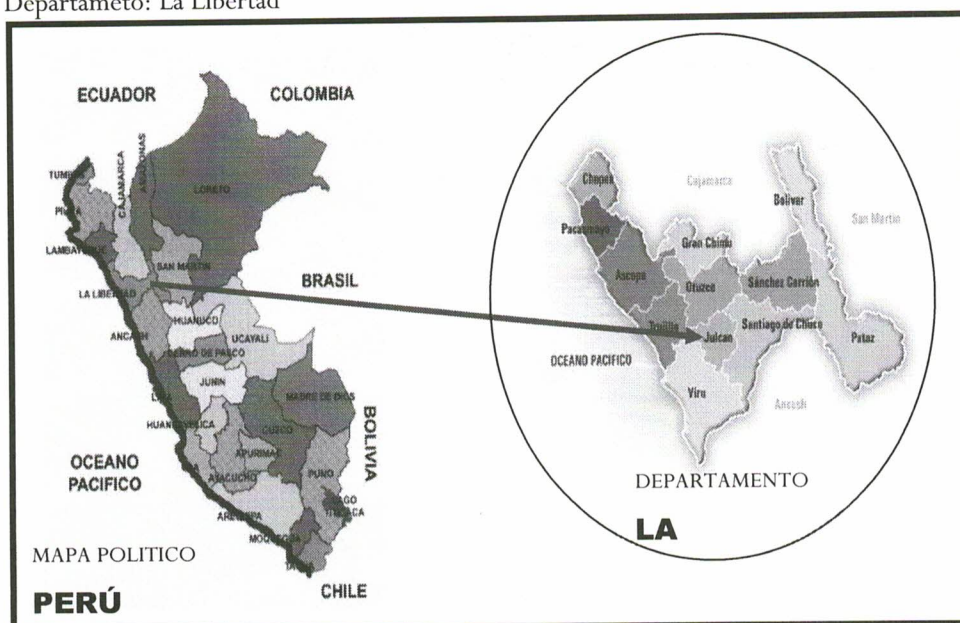 Departameto: La Libertad
ECUADOR
COLOMBIA
TUMBES
PIURA
CAJAMARCA
AMAZONAS
LORETO
LAMBAYEQUE
SAN MARTIN
BRASIL
LA LIBERTAD
HUANUCO
ANCASH
UCAYALI
CERRO DE PASCO
JUNIN
LIMA
MADRE DE DIOS
HUANCAVELICA
CUZCO
BOLIVIA
APURIMAC
OCEANO
PACIFICO
AYACUCHO
PUNO
LAGO
TITICACA
AREQUIPA
MOQUEGUA
TACNA
MAPA POLITICO
PERÚ
CHILE
Chepen
Cajamarca
Bolivar
San Martin
Pacasmayo
Gran Chimu
Ascope
Otuzco
Sánchez Carrión
Trujillo
Julcan
Santiago de Chuco
Pataz
OCEANO PACIFICO
Viru
Ancash
DEPARTAMENTO
LA